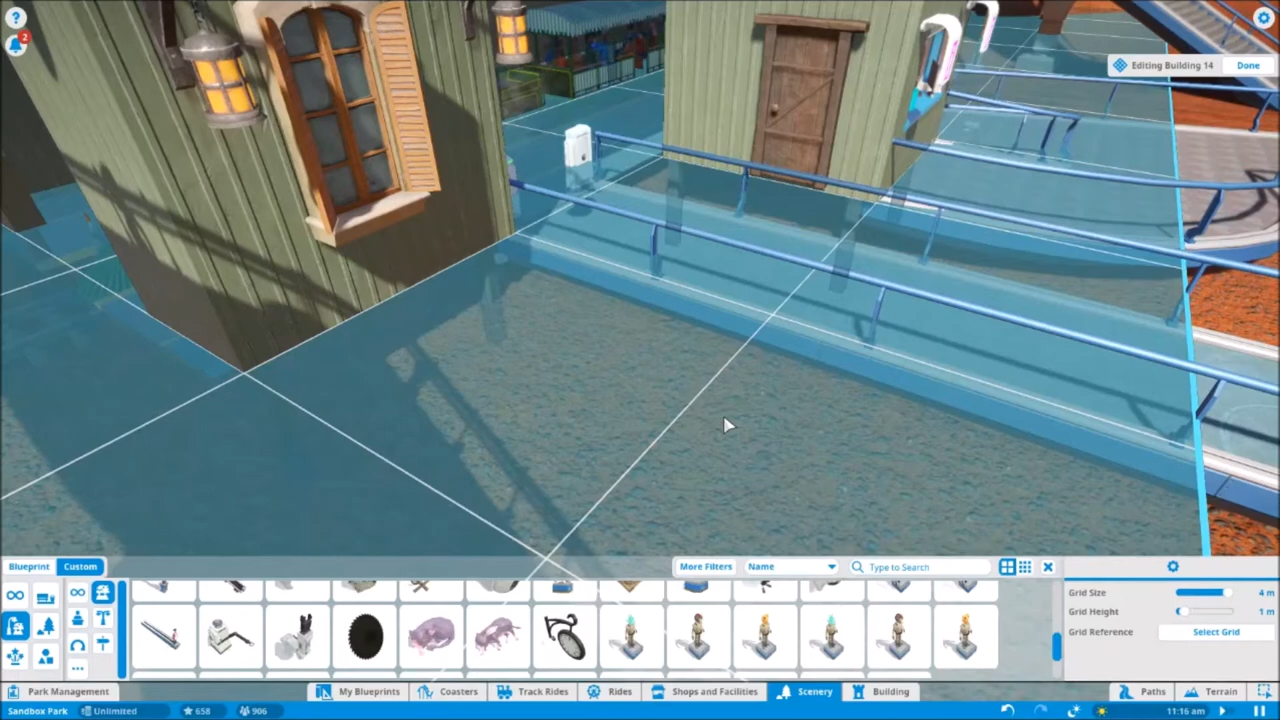 ?
2
Editing Building 14 Done
Blueprint Custom More Filters Name Type to Search
Grid Size 4 m
Grid Height 1 m
Grid Reference Select Grid
Park Management My Blueprints Coasters Track Rides Rides Shops and Facilities Scenery Building Paths Terrain
Sandbox Park Unlimited 658 906 11:16 am